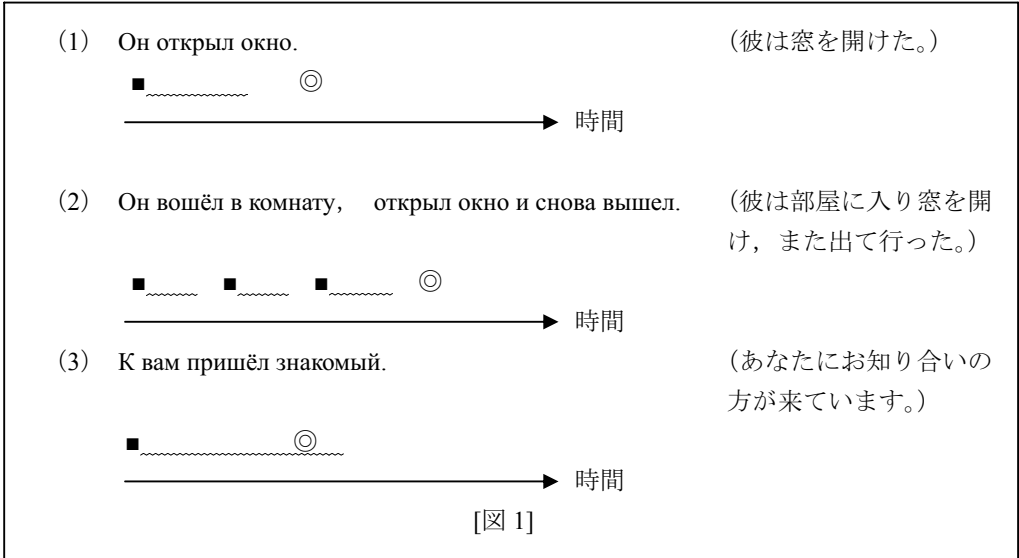 (1) Он открыл окно. (彼は窓を開けた。)
■ ◎
時間
(2) Он вошёл в комнату, открыл окно и снова вышел. (彼は部屋に入り窓を開
け，また出て行った。)
■ ■ ■ ◎
時間
(3) К вам пришёл знакомый. (あなたにお知り合いの
方が来ています。)
■ ◎
時間
[図 1]